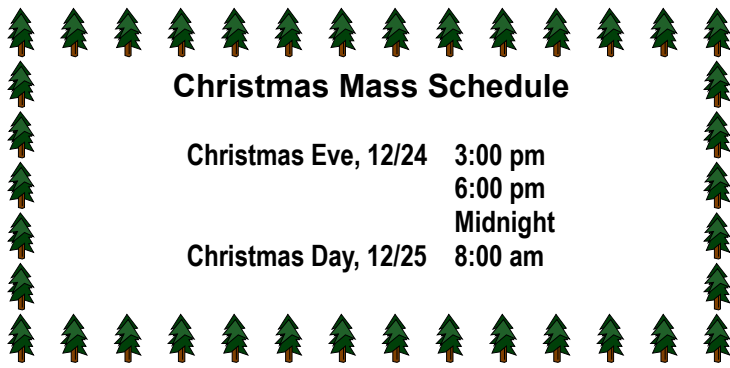 Christmas Mass Schedule
Christmas Eve, 12/24 3:00 pm
6:00 pm
Midnight
Christmas Day, 12/25 8:00 am